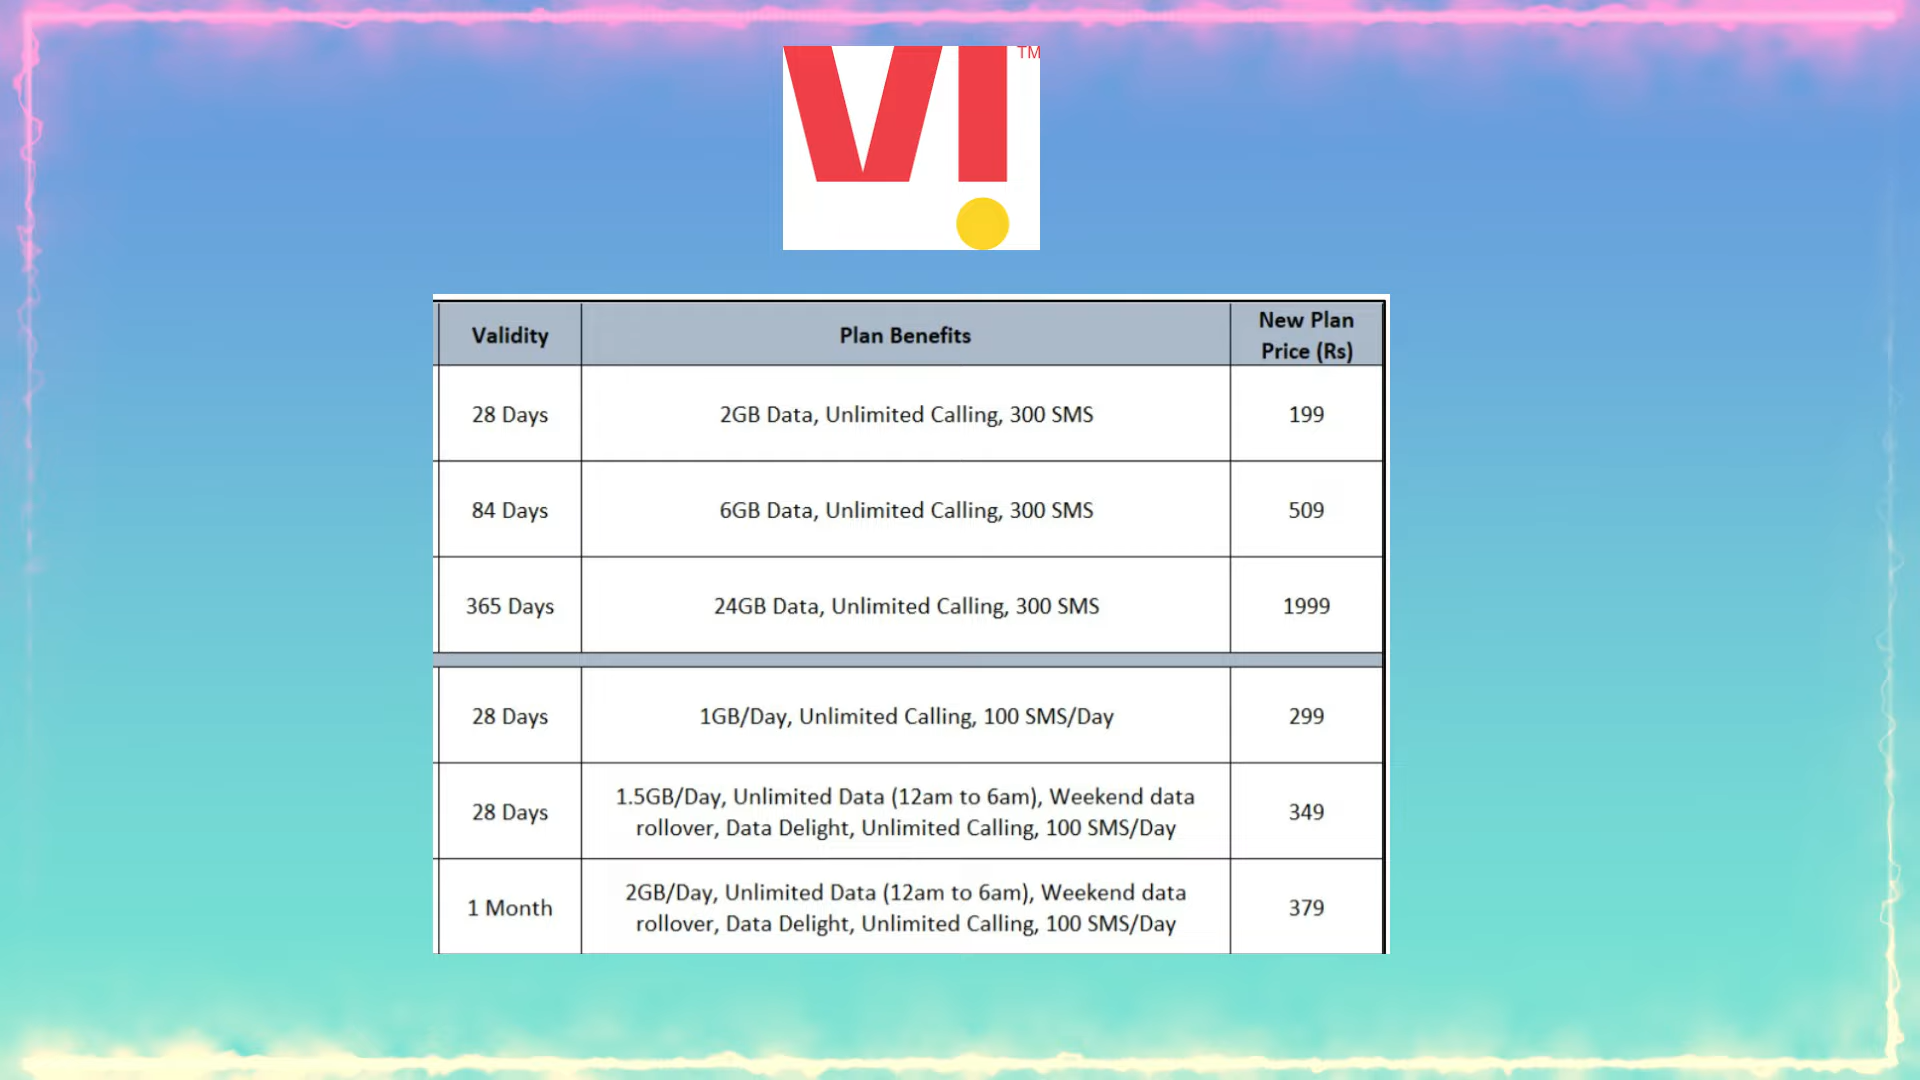 VI
TM
Validity
Plan Benefits
New Plan
Price (Rs)
28 Days
2GB Data, Unlimited Calling, 300 SMS
199
84 Days
6GB Data, Unlimited Calling, 300 SMS
509
365 Days
24GB Data, Unlimited Calling, 300 SMS
1999
28 Days
1GB/Day, Unlimited Calling, 100 SMS/Day
299
28 Days
1.5GB/Day, Unlimited Data (12am to 6am), Weekend data
rollover, Data Delight, Unlimited Calling, 100 SMS/Day
349
1 Month
2GB/Day, Unlimited Data (12am to 6am), Weekend data
rollover, Data Delight, Unlimited Calling, 100 SMS/Day
379